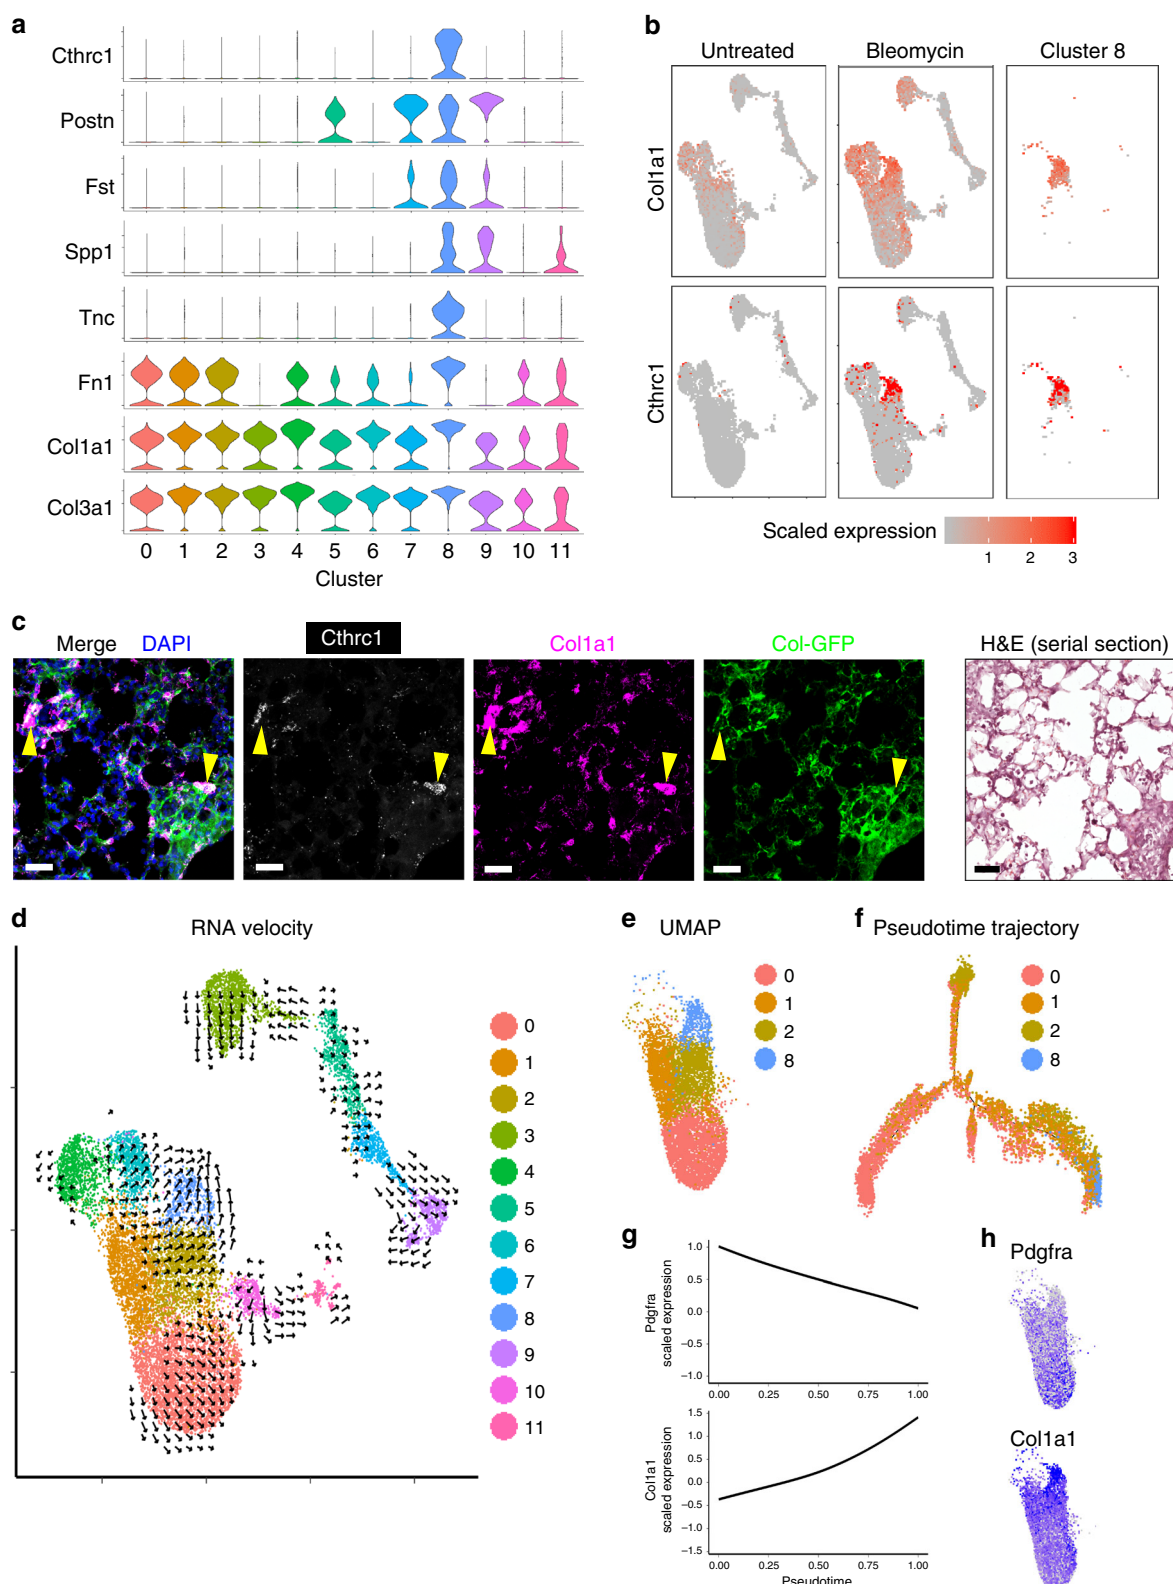 a
Cthrc1
Postn
Fst
Spp1
Tnc
Fn1
Col1a1
Col3a1
0 1 2 3 4 5 6 7 8 9 10 11
Cluster
b
Untreated Bleomycin Cluster 8
Col1a1
Cthrc1
Scaled expression
1 2 3
c
Merge DAPI Cthrc1 Col1a1 Col-GFP H&E (serial section)
d
RNA velocity
0
1
2
3
4
5
6
7
8
9
10
11
e
UMAP
0
1
2
8
f
Pseudotime trajectory
0
1
2
8
g
Pdgfra
scaled expression
1.0
0.5
0.0
−0.5
−1.0
0.00 0.25 0.50 0.75 1.00
Col1a1
scaled expression
1.5
1.0
0.5
0.0
−0.5
−1.0
−1.5
0.00 0.25 0.50 0.75 1.00
Pseudotime
h
Pdgfra
Col1a1